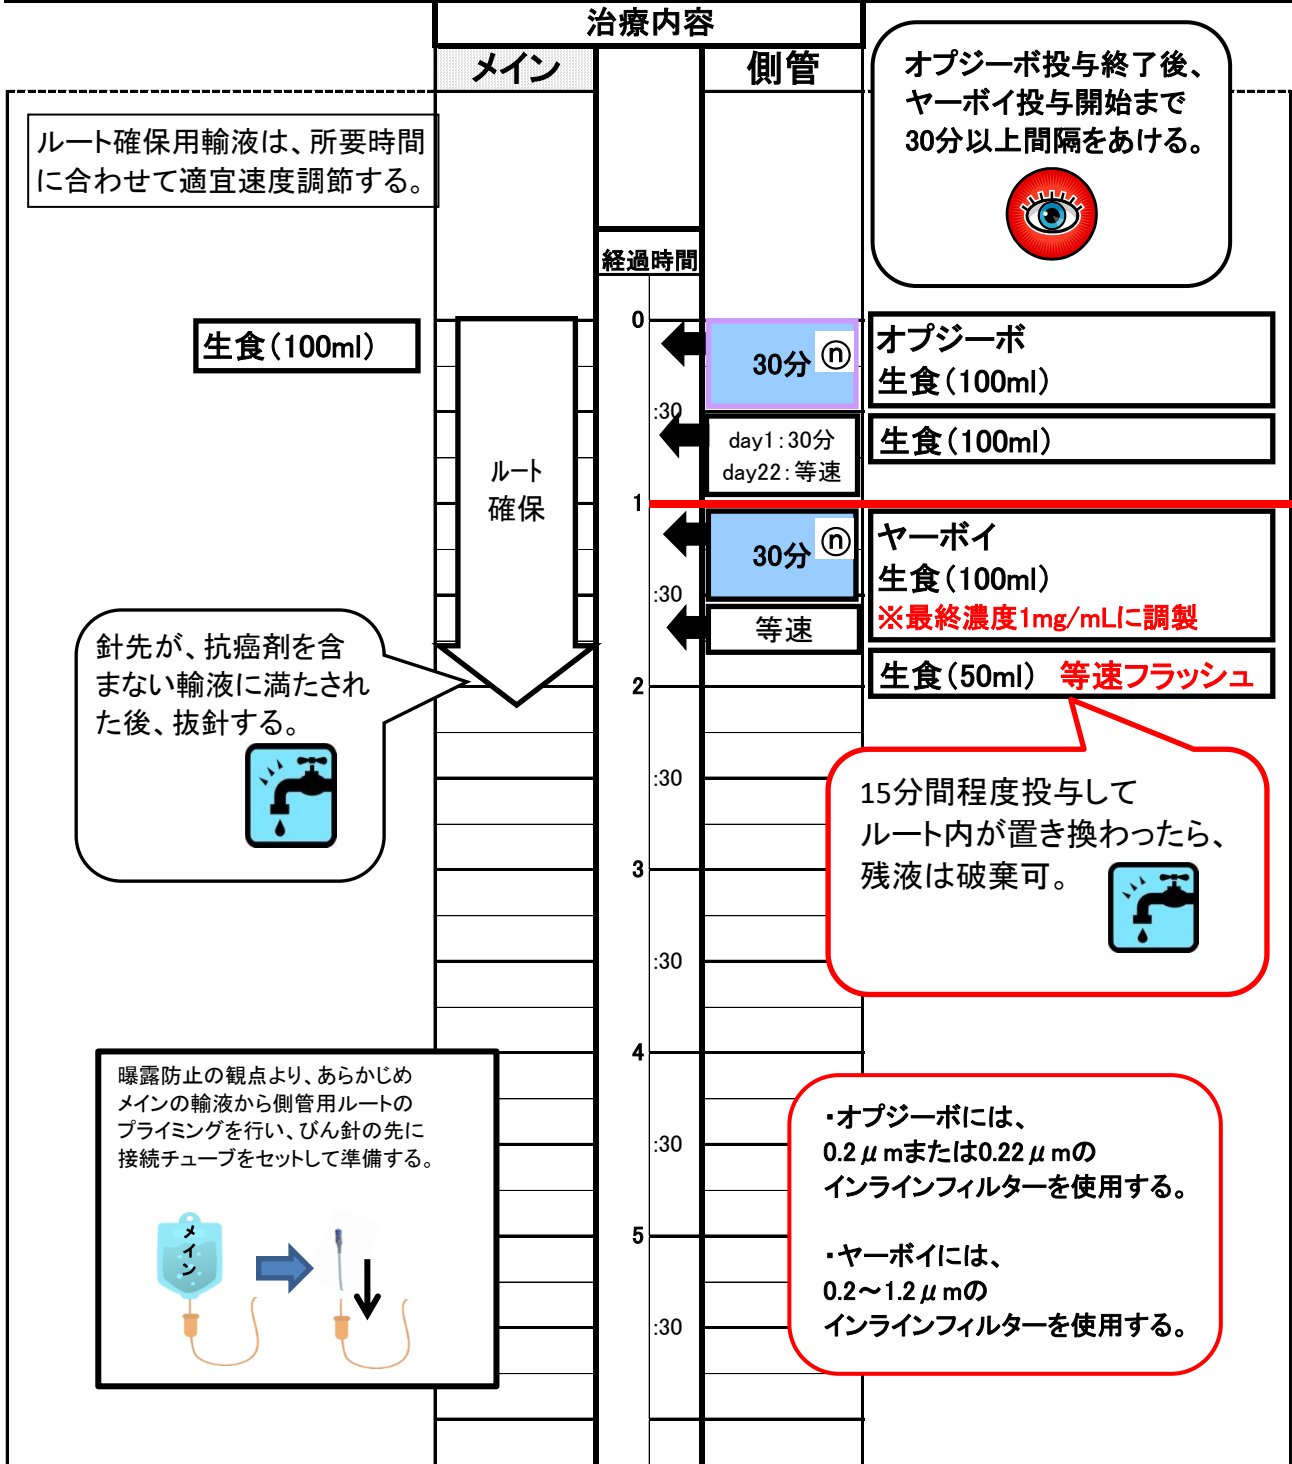 治療内容
メイン
側管
オプジーボ投与終了後、
ヤーボイ投与開始まで
30分以上間隔をあける。
ルート確保用輸液は、所要時間
に合わせて適宜速度調節する。
経過時間
0
生食(100ml)
30分 ⓝ
オプジーボ
生食(100ml)
:30
day1:30分
day22:等速
生食(100ml)
ルート
確保
1
30分 ⓝ
ヤーボイ
生食(100ml)
※最終濃度1mg/mLに調製
:30
等速
生食(50ml) 等速フラッシュ
針先が、抗癌剤を含
まない輸液に満たされ
た後、抜針する。
2
:30
15分間程度投与して
ルート内が置き換わったら、
残液は破棄可。
3
:30
4
曝露防止の観点より、あらかじめ
メインの輸液から側管用ルートの
プライミングを行い、びん針の先に
接続チューブをセットして準備する。
メイン
:30
・オプジーボには、
0.2μmまたは0.22μmの
インラインフィルターを使用する。
5
・ヤーボイには、
0.2～1.2μmの
インラインフィルターを使用する。
:30